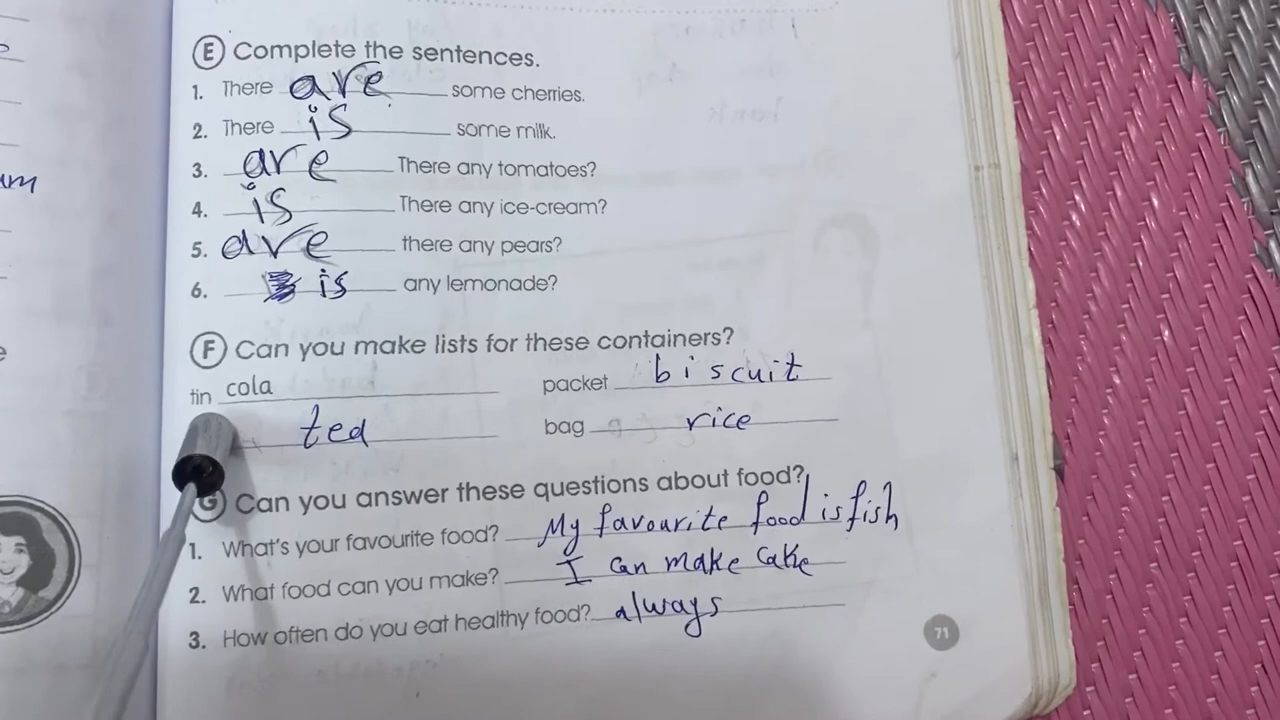 E Complete the sentences.
1. There are some cherries.
2. There is some milk.
3. are There any tomatoes?
4. is There any ice-cream?
5. are there any pears?
6. is any lemonade?
F Can you make lists for these containers?
tin cola packet biscuit
tea bag rice
G Can you answer these questions about food?
1. What's your favourite food? My favourite food is fish
2. What food can you make? I can make cake
3. How often do you eat healthy food? always
71